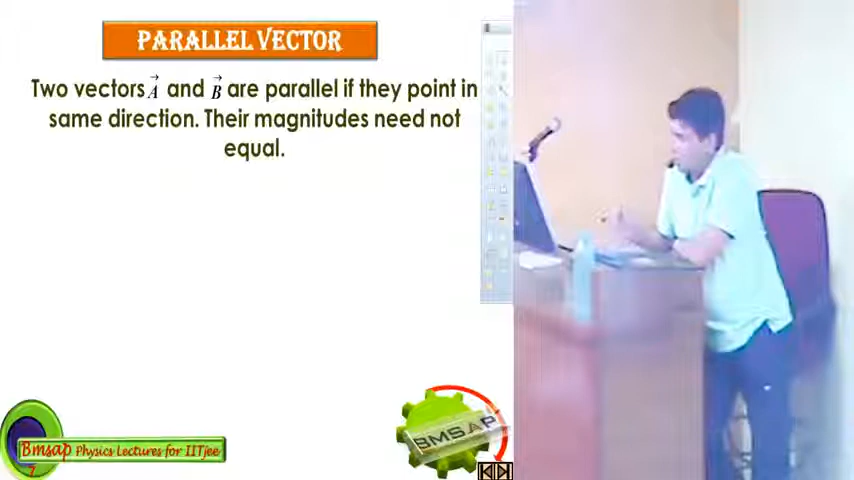 PARALLEL VECTOR
Two vectors A⃗ and B⃗ are parallel if they point in
same direction. Their magnitudes need not
equal.
Bmsap Physics Lectures for IITjee
7
BMSAP